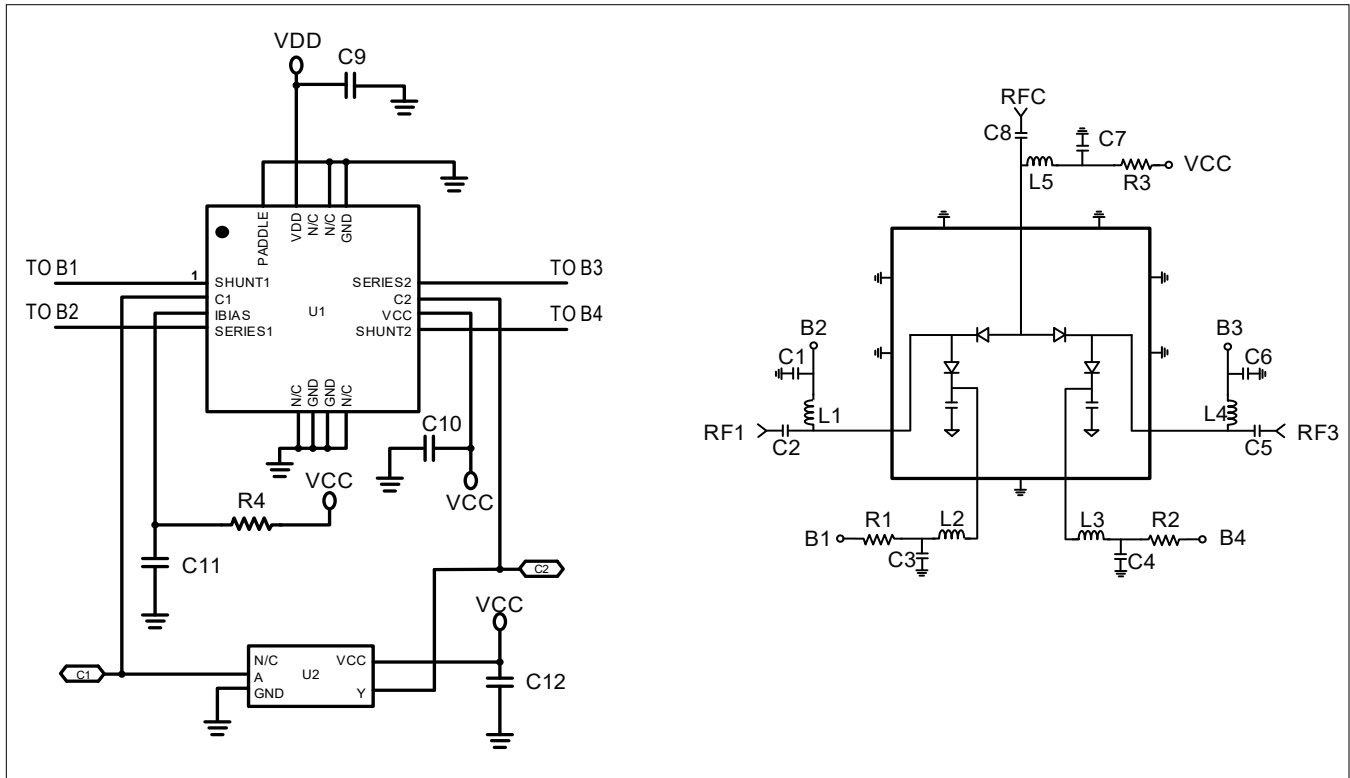 VDD
C9
PADDLE
VDD
N/C
N/C
GND
TO B1
1
SHUNT1
C1
TO B2
IBIAS
SERIES1
U1
SERIES2
TO B3
C2
VCC
TO B4
SHUNT2
N/C
GND
GND
N/C
C10
VCC
R4
VCC
C11
C2
VCC
C1
N/C
A
GND
U2
VCC
Y
C12
RFC
C8
C7
L5
R3
VCC
B2
C1
L1
RF1
C2
B3
C6
L4
C5
RF3
B1
R1
L2
C3
L3
R2
B4
C4